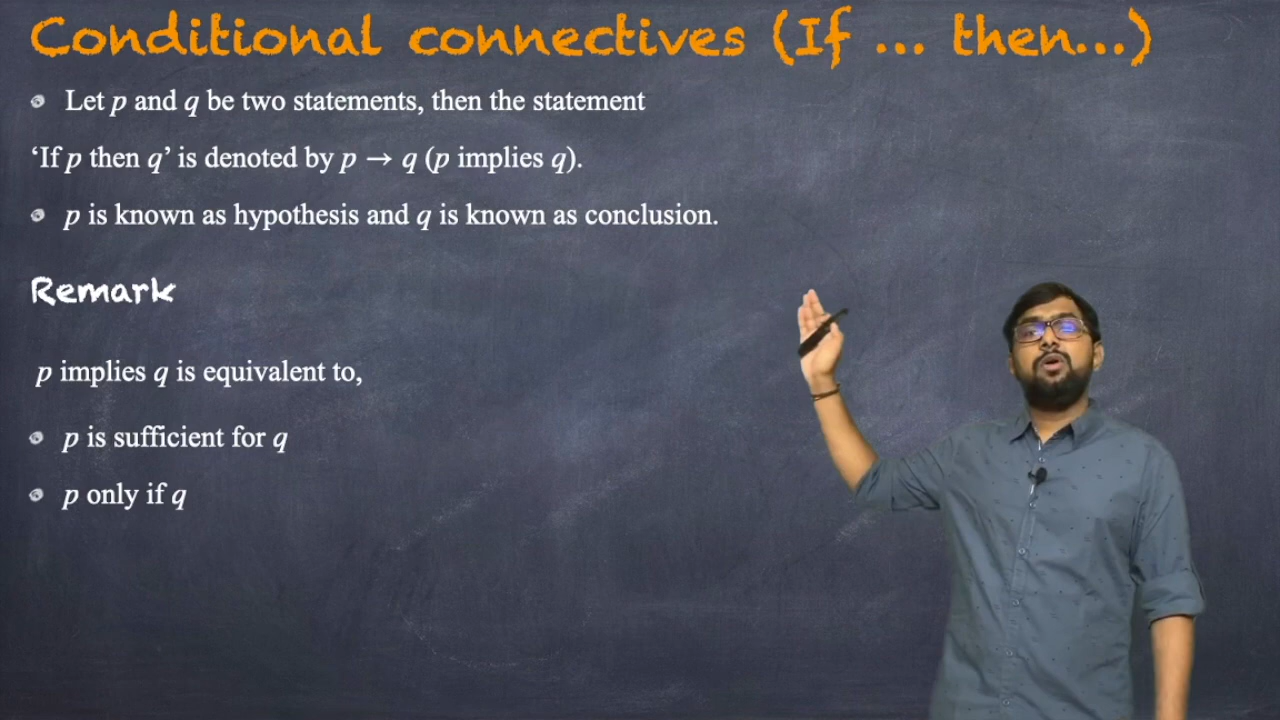 Conditional connectives (If ... then...)
Let p and q be two statements, then the statement
‘If p then q’ is denoted by p → q (p implies q).
p is known as hypothesis and q is known as conclusion.
Remark
p implies q is equivalent to,
p is sufficient for q
p only if q